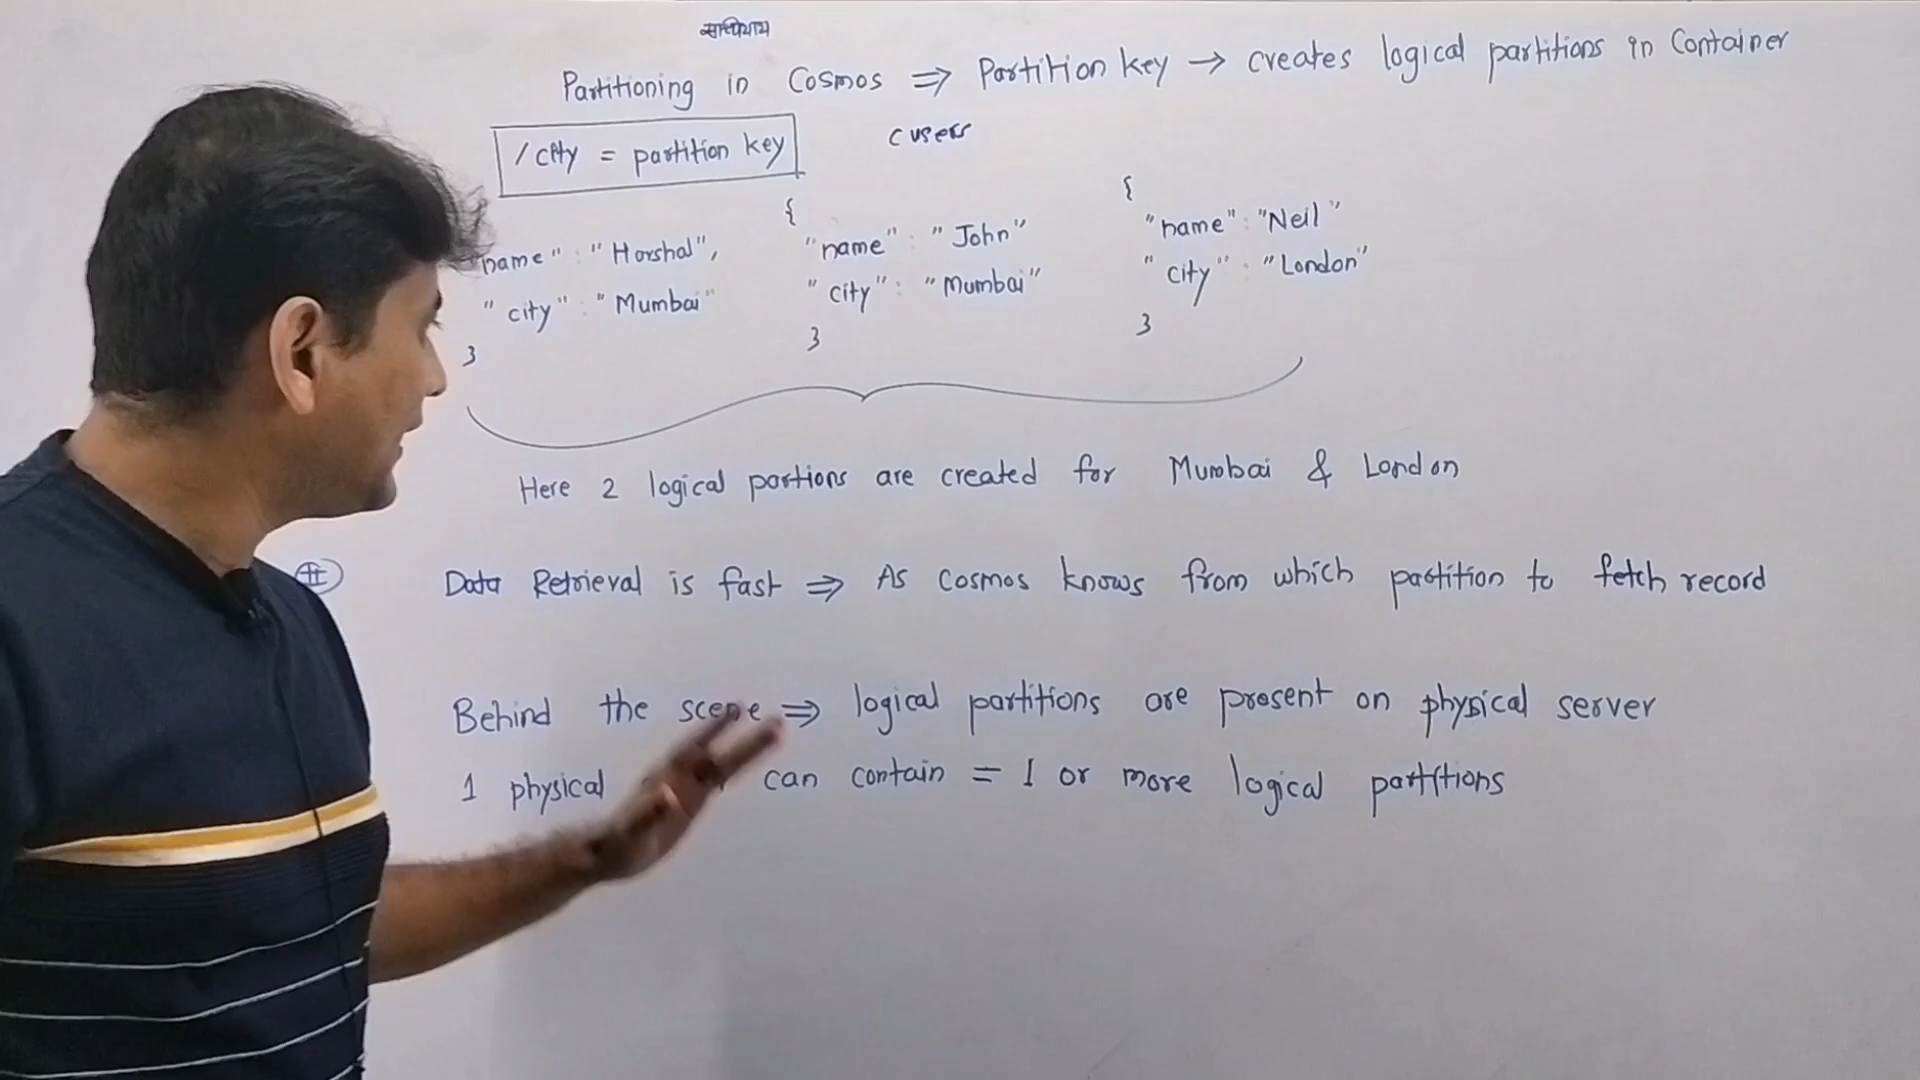 Partitioning in Cosmos ⇒ Partition key → creates logical partitions in Container
/city = partition key
c users
"name" : "Harshal",
"city" : "Mumbai"
}
{
"name" : "John"
"city" : "Mumbai"
}
{
"name" : "Neil"
"city" : "London"
}
Here 2 logical partions are created for Mumbai & London
# Data Retrieval is fast ⇒ As cosmos knows from which partition to fetch record
Behind the scene ⇒ logical partitions are present on physical server
1 physical can contain = 1 or more logical partitions